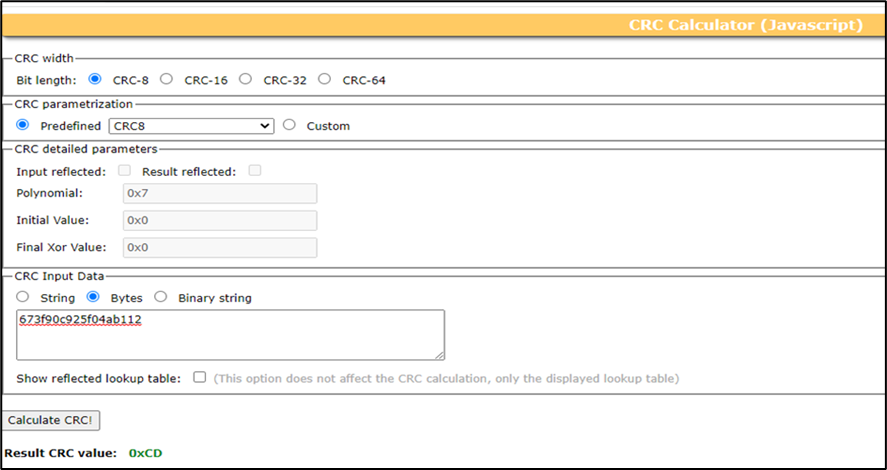 CRC Calculator (Javascript)
CRC width
Bit length: CRC-8 CRC-16 CRC-32 CRC-64
CRC parametrization
Predefined CRC8 Custom
CRC detailed parameters
Input reflected: Result reflected:
Polynomial: 0x7
Initial Value: 0x0
Final Xor Value: 0x0
CRC Input Data
String Bytes Binary string
673f90c925f04ab112
Show reflected lookup table: (This option does not affect the CRC calculation, only the displayed lookup table)
Calculate CRC!
Result CRC value: 0xCD